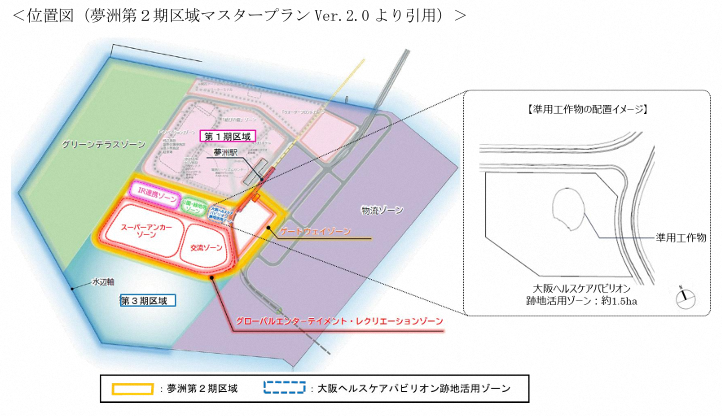 ＜位置図（夢洲第２期区域マスタープラン Ver.2.0 より引用）＞
グリーンテラスゾーン
第１期区域
夢洲駅
IR連携ゾーン
スーパーアンカー
ゾーン
交流ゾーン
物流ゾーン
ゲートウェイゾーン
水辺軸
第３期区域
グローバルエンターテイメント・レクリエーションゾーン
【準用工作物の配置イメージ】
準用工作物
大阪ヘルスケアパビリオン
跡地活用ゾーン：約1.5ha
：夢洲第２期区域
：大阪ヘルスケアパビリオン跡地活用ゾーン